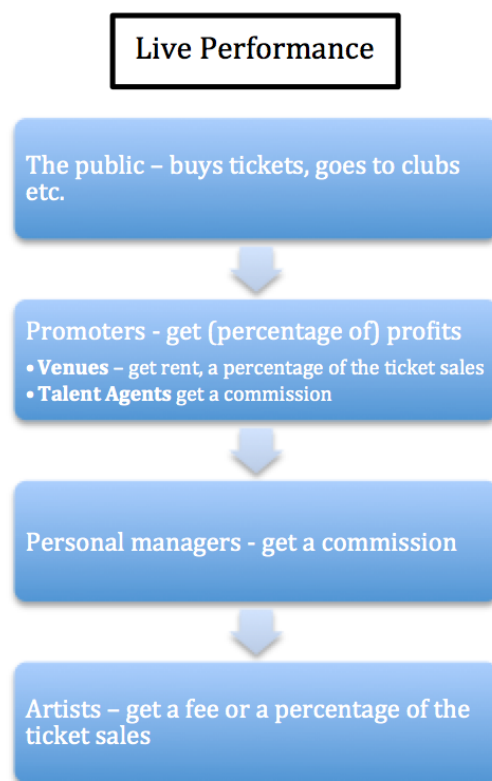 Live Performance
The public – buys tickets, goes to clubs
etc.
Promoters - get (percentage of) profits
• Venues – get rent, a percentage of the ticket sales
• Talent Agents get a commission
Personal managers - get a commission
Artists – get a fee or a percentage of the
ticket sales